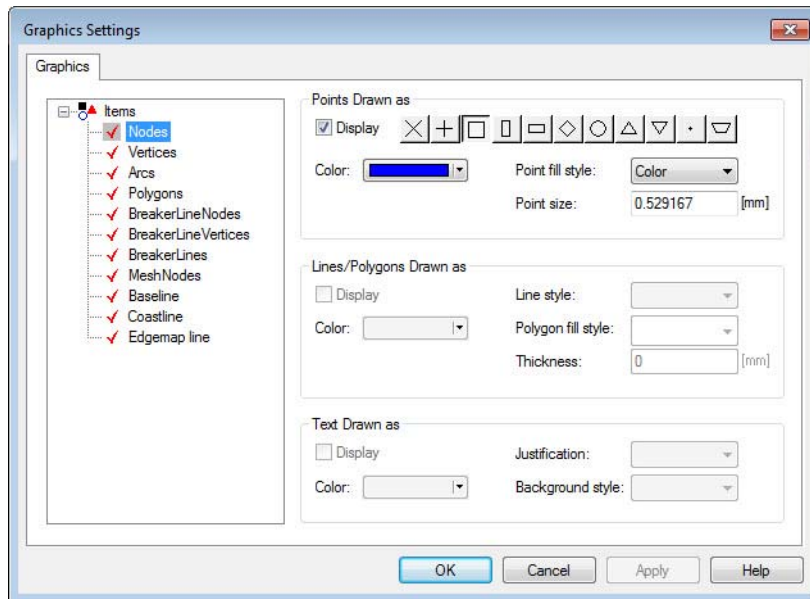 Graphics Settings
Graphics
Items
Nodes
Vertices
Arcs
Polygons
BreakerLineNodes
BreakerLineVertices
BreakerLines
MeshNodes
Baseline
Coastline
Edgemap line
Points Drawn as
Display
Color:
Point fill style:
Color
Point size:
0.529167
[mm]
Lines/Polygons Drawn as
Display
Line style:
Color:
Polygon fill style:
Thickness:
0
[mm]
Text Drawn as
Display
Justification:
Color:
Background style:
OK
Cancel
Apply
Help